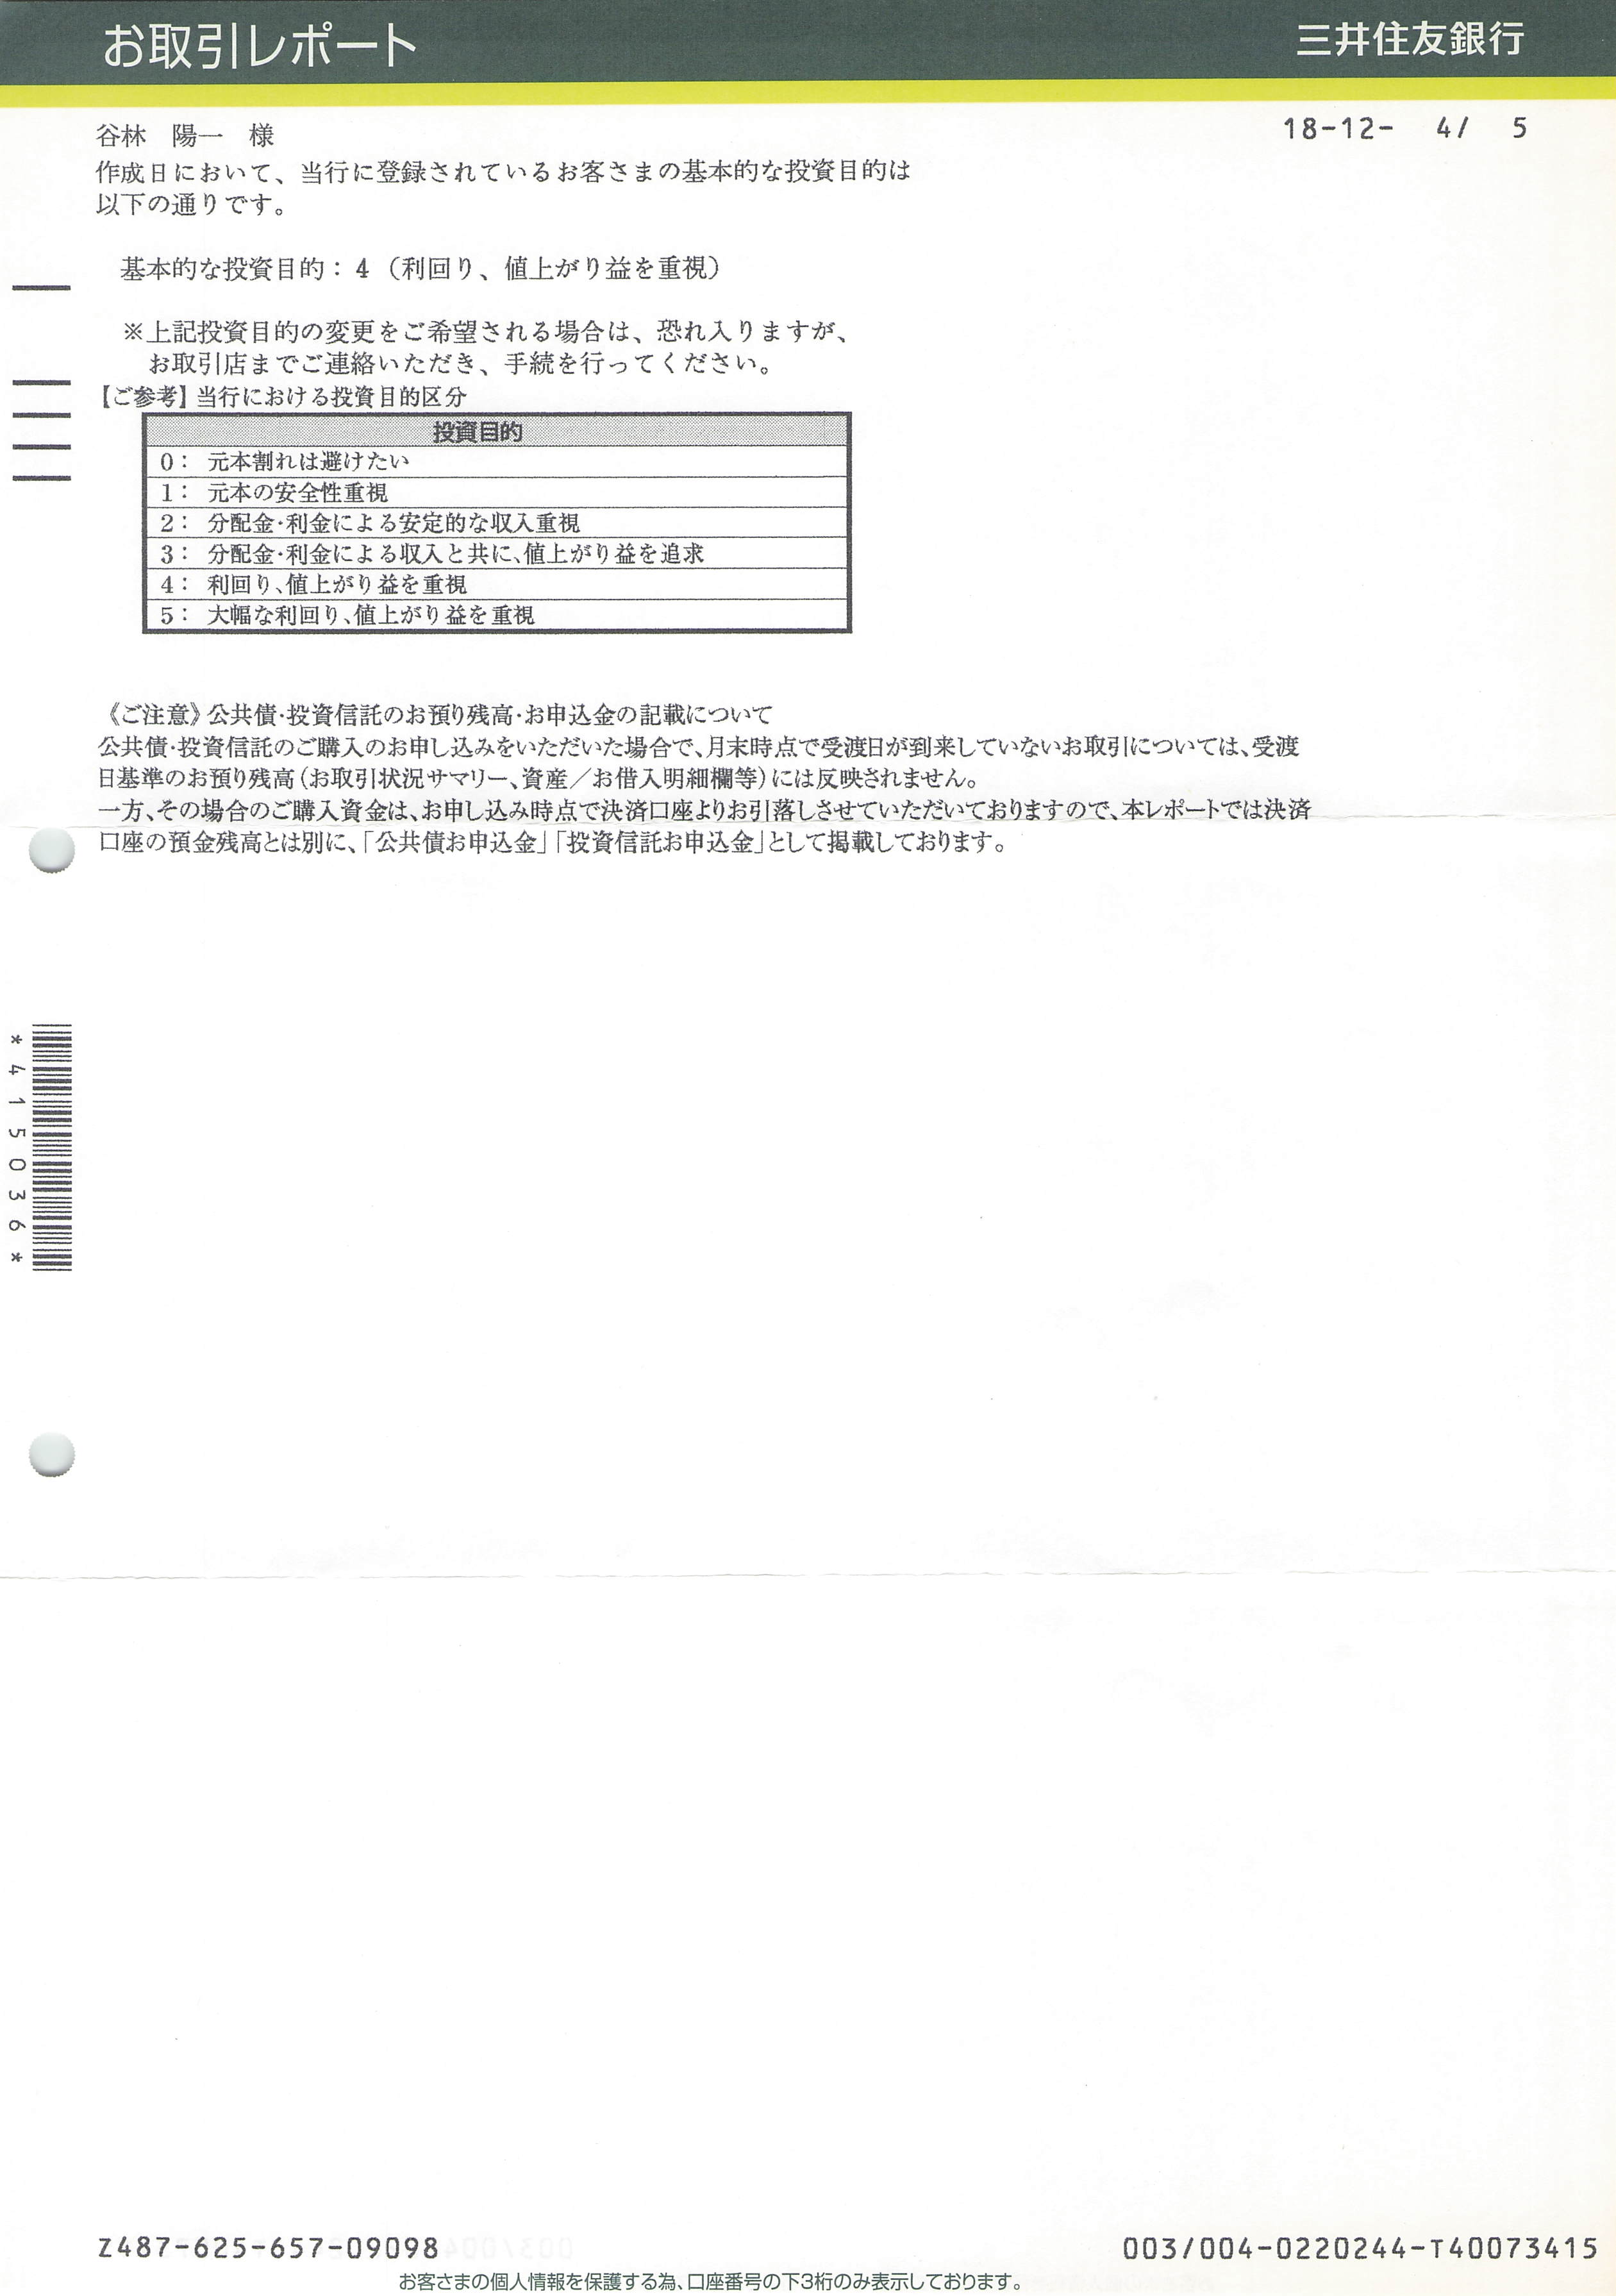 お取引レポート
三井住友銀行
谷林 陽一 様
18-12- 4/ 5
作成日において、当行に登録されているお客さまの基本的な投資目的は
以下の通りです。
基本的な投資目的：4（利回り、値上がり益を重視）
※上記投資目的の変更をご希望される場合は、恐れ入りますが、
お取引店までご連絡いただき、手続を行ってください。
【ご参考】当行における投資目的区分
投資目的
0： 元本割れは避けたい
1： 元本の安全性重視
2： 分配金・利金による安定的な収入重視
3： 分配金・利金による収入と共に、値上がり益を追求
4： 利回り、値上がり益を重視
5： 大幅な利回り、値上がり益を重視
《ご注意》公共債・投資信託のお預り残高・お申込金の記載について
公共債・投資信託のご購入のお申し込みをいただいた場合で、月末時点で受渡日が到来していないお取引については、受渡
日基準のお預り残高（お取引状況サマリー、資産／お借入明細欄等）には反映されません。
一方、その場合のご購入資金は、お申し込み時点で決済口座よりお引落しさせていただいておりますので、本レポートでは決済
口座の預金残高とは別に、「公共債お申込金」「投資信託お申込金」として掲載しております。
*415036*
Z487-625-657-09098
003/004-0220244-T40073415
お客さまの個人情報を保護する為、口座番号の下3桁のみ表示しております。